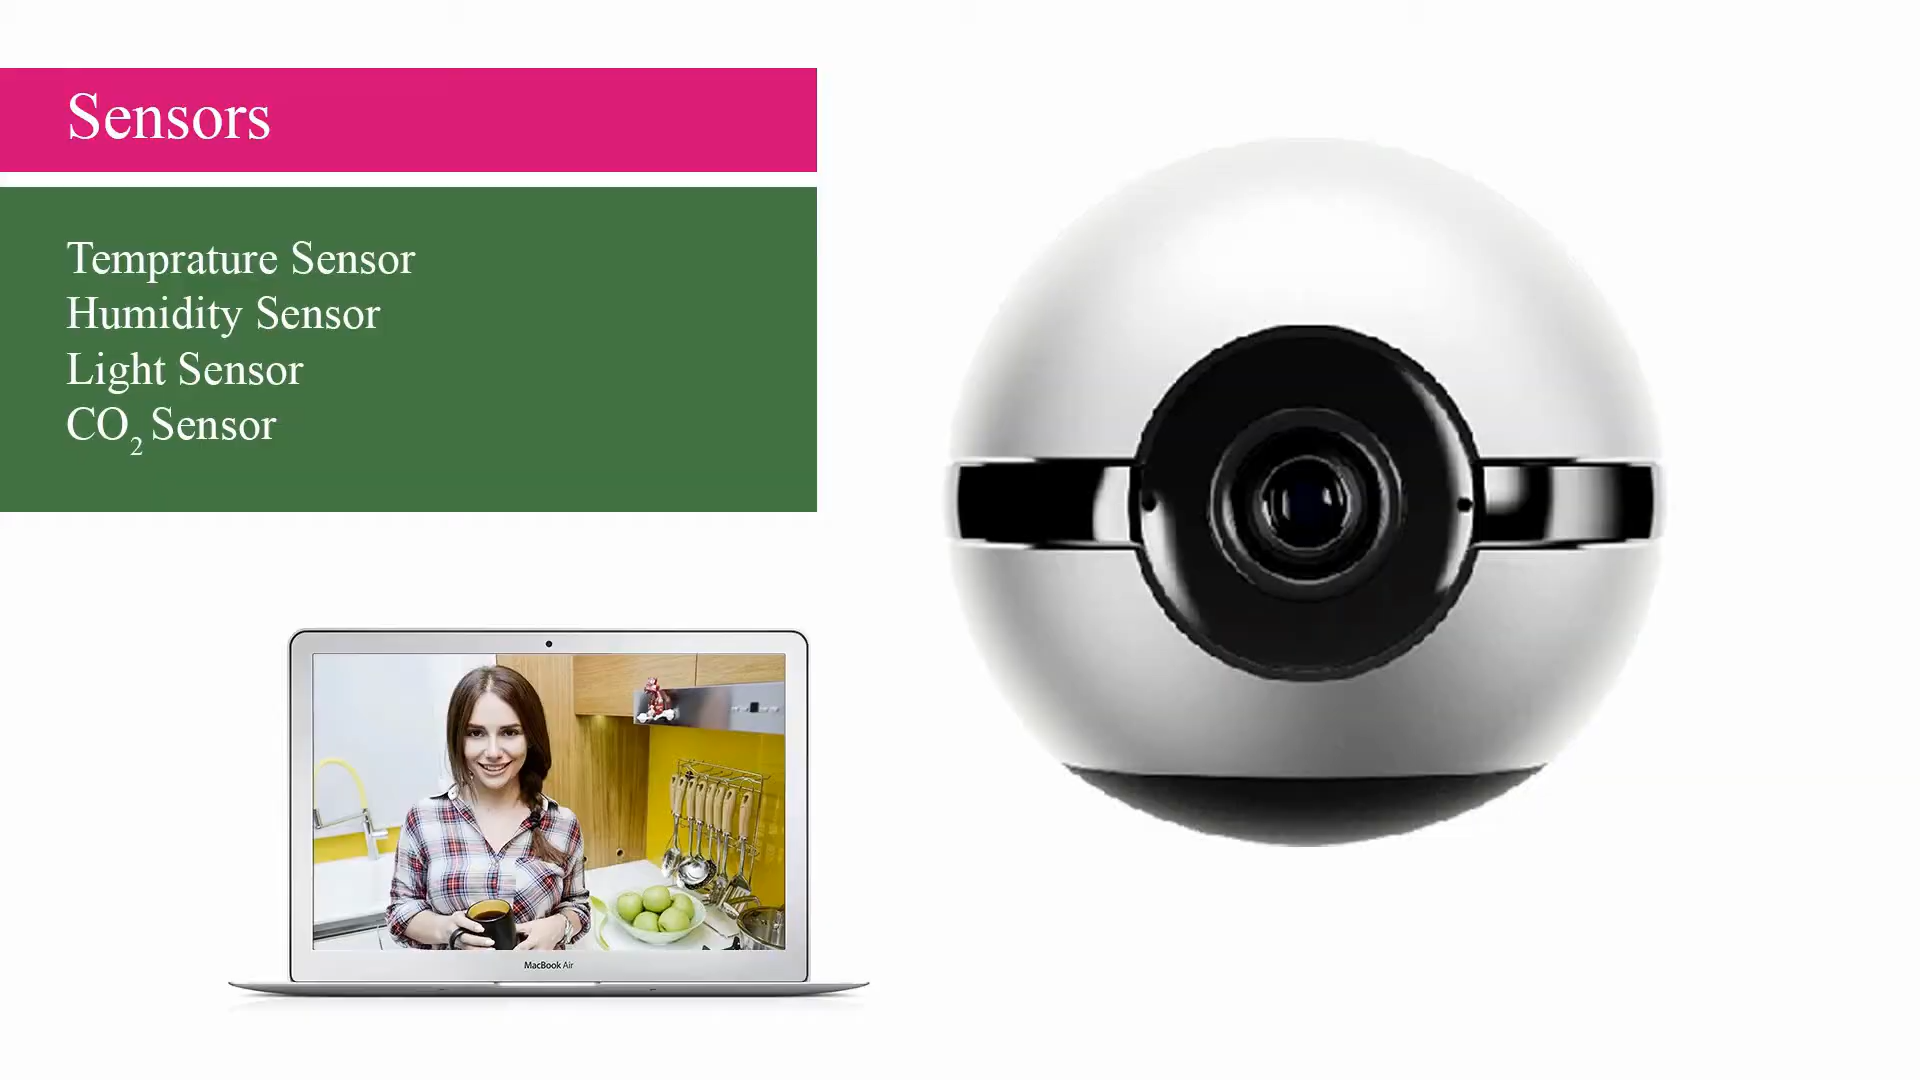 Sensors
Temprature Sensor
Humidity Sensor
Light Sensor
CO₂ Sensor
MacBook Air